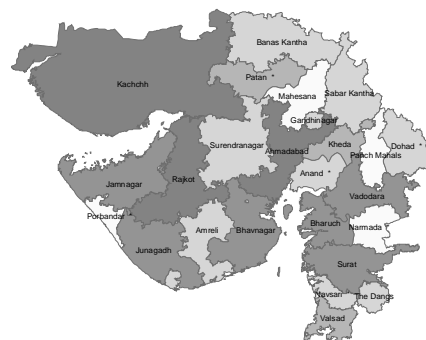 Banas Kantha
Patan *
Kachchh
Mahesana
Sabar Kantha
Gandhinagar
Surendranagar
Ahmadabad
Kheda
Panch Mahals
Dohad *
Jamnagar
Rajkot
Anand *
Vadodara
Porbandar *
Amreli
Bhavnagar
Bharuch
Narmada *
Junagadh
Surat
Navsari
The Dangs
Valsad